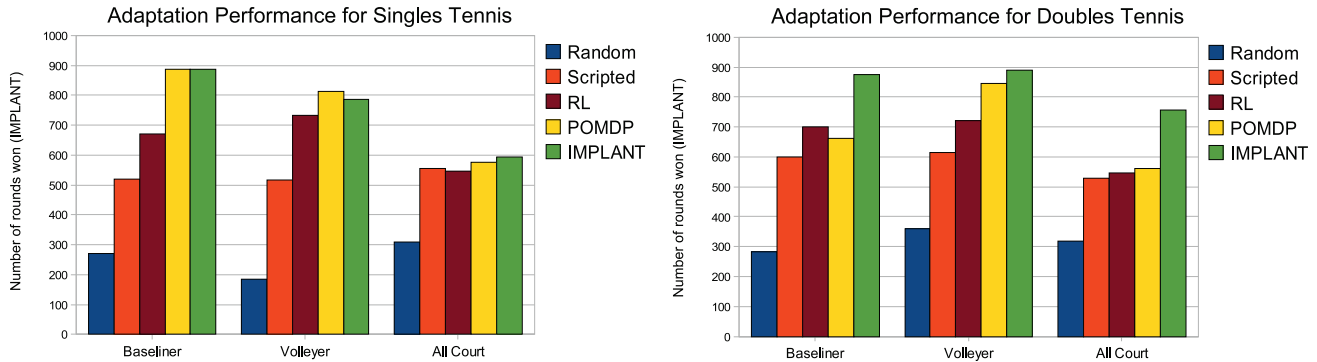 Adaptation Performance for Singles Tennis
Number of rounds won (IMPLANT)
1000
900
800
700
600
500
400
300
200
100
0
Baseliner
Volleyer
All Court
Random
Scripted
RL
POMDP
IMPLANT
Adaptation Performance for Doubles Tennis
Number of rounds won (IMPLANT)
1000
900
800
700
600
500
400
300
200
100
0
Baseliner
Volleyer
All Court
Random
Scripted
RL
POMDP
IMPLANT